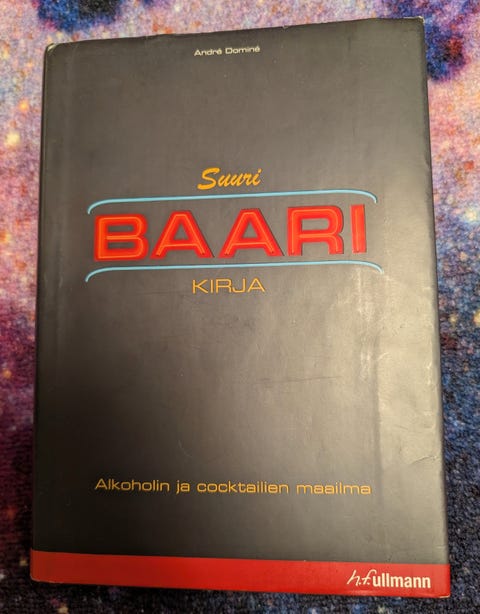 André Dominé
Suuri
BAARI
KIRJA
Alkoholin ja cocktailien maailma
h.f.ullmann